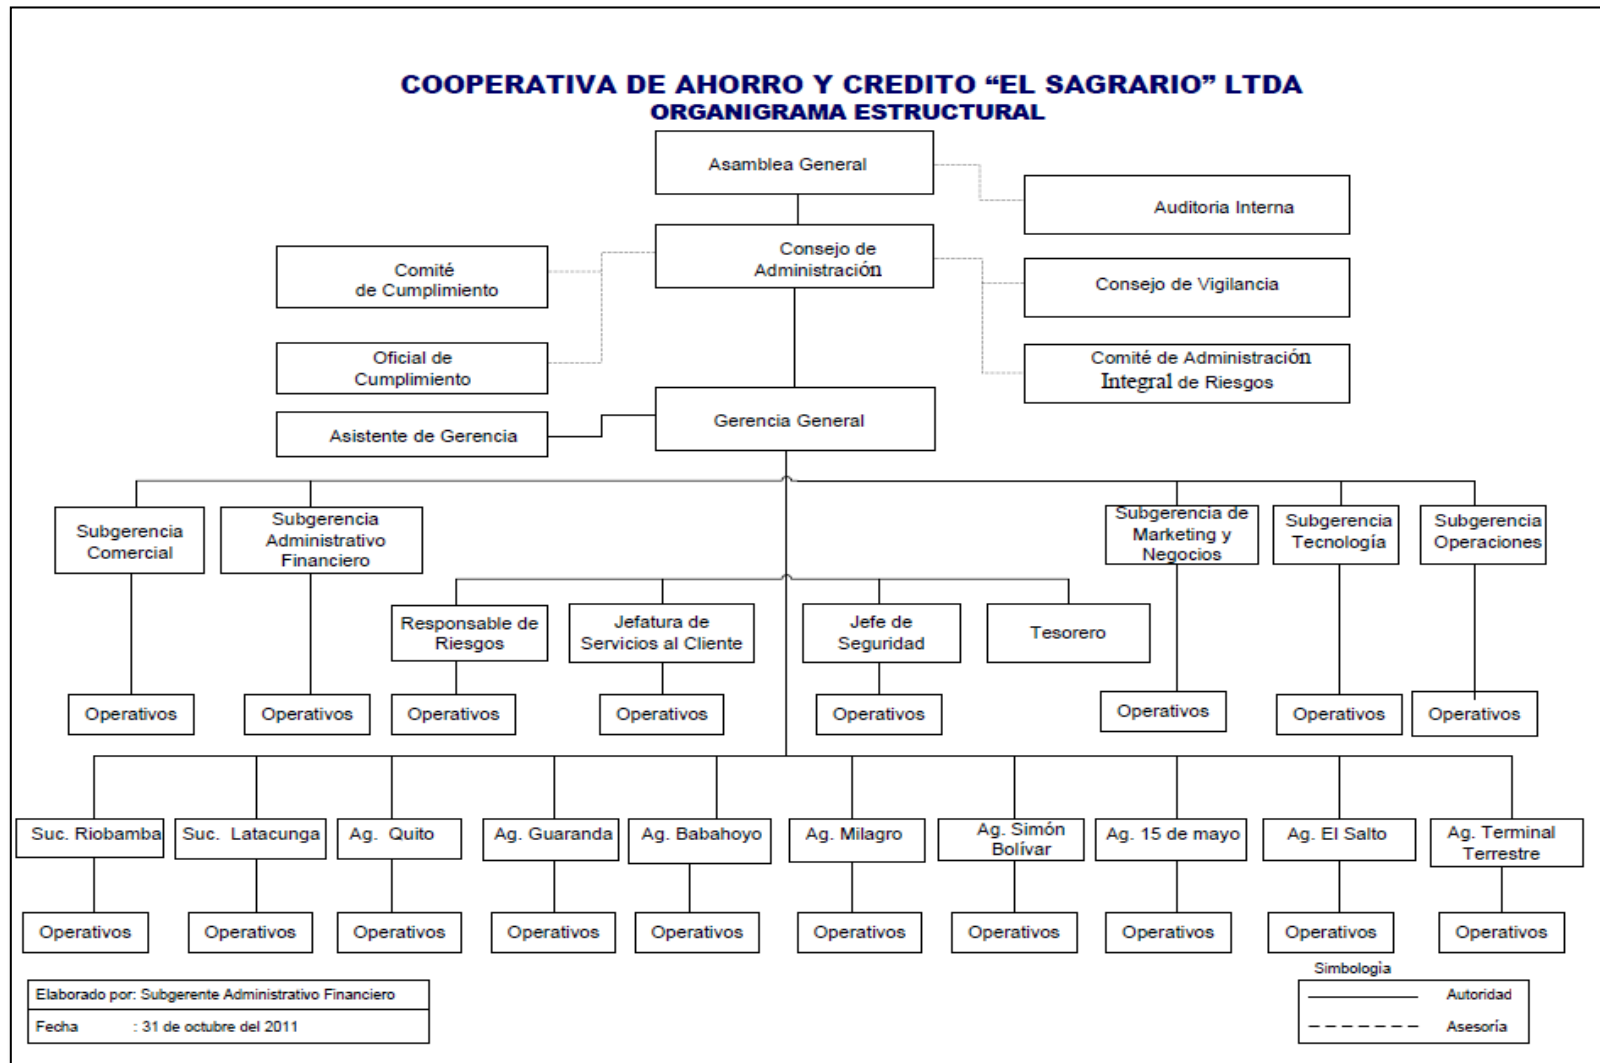 COOPERATIVA DE AHORRO Y CREDITO “EL SAGRARIO” LTDA
ORGANIGRAMA ESTRUCTURAL
Asamblea General
Auditoria Interna
Consejo de
Administración
Comité
de Cumplimiento
Consejo de Vigilancia
Oficial de
Cumplimiento
Comité de Administración
Integral de Riesgos
Gerencia General
Asistente de Gerencia
Subgerencia
Comercial
Subgerencia
Administrativo
Financiero
Subgerencia de
Marketing y
Negocios
Subgerencia
Tecnología
Subgerencia
Operaciones
Responsable de
Riesgos
Jefatura de
Servicios al Cliente
Jefe de
Seguridad
Tesorero
Operativos
Operativos
Operativos
Operativos
Operativos
Operativos
Operativos
Operativos
Suc. Riobamba
Suc. Latacunga
Ag. Quito
Ag. Guaranda
Ag. Babahoyo
Ag. Milagro
Ag. Simón
Bolívar
Ag. 15 de mayo
Ag. El Salto
Ag. Terminal
Terrestre
Operativos
Operativos
Operativos
Operativos
Operativos
Operativos
Operativos
Operativos
Operativos
Operativos
Elaborado por: Subgerente Administrativo Financiero
Fecha : 31 de octubre del 2011
Simbologia
Autoridad
Asesoría